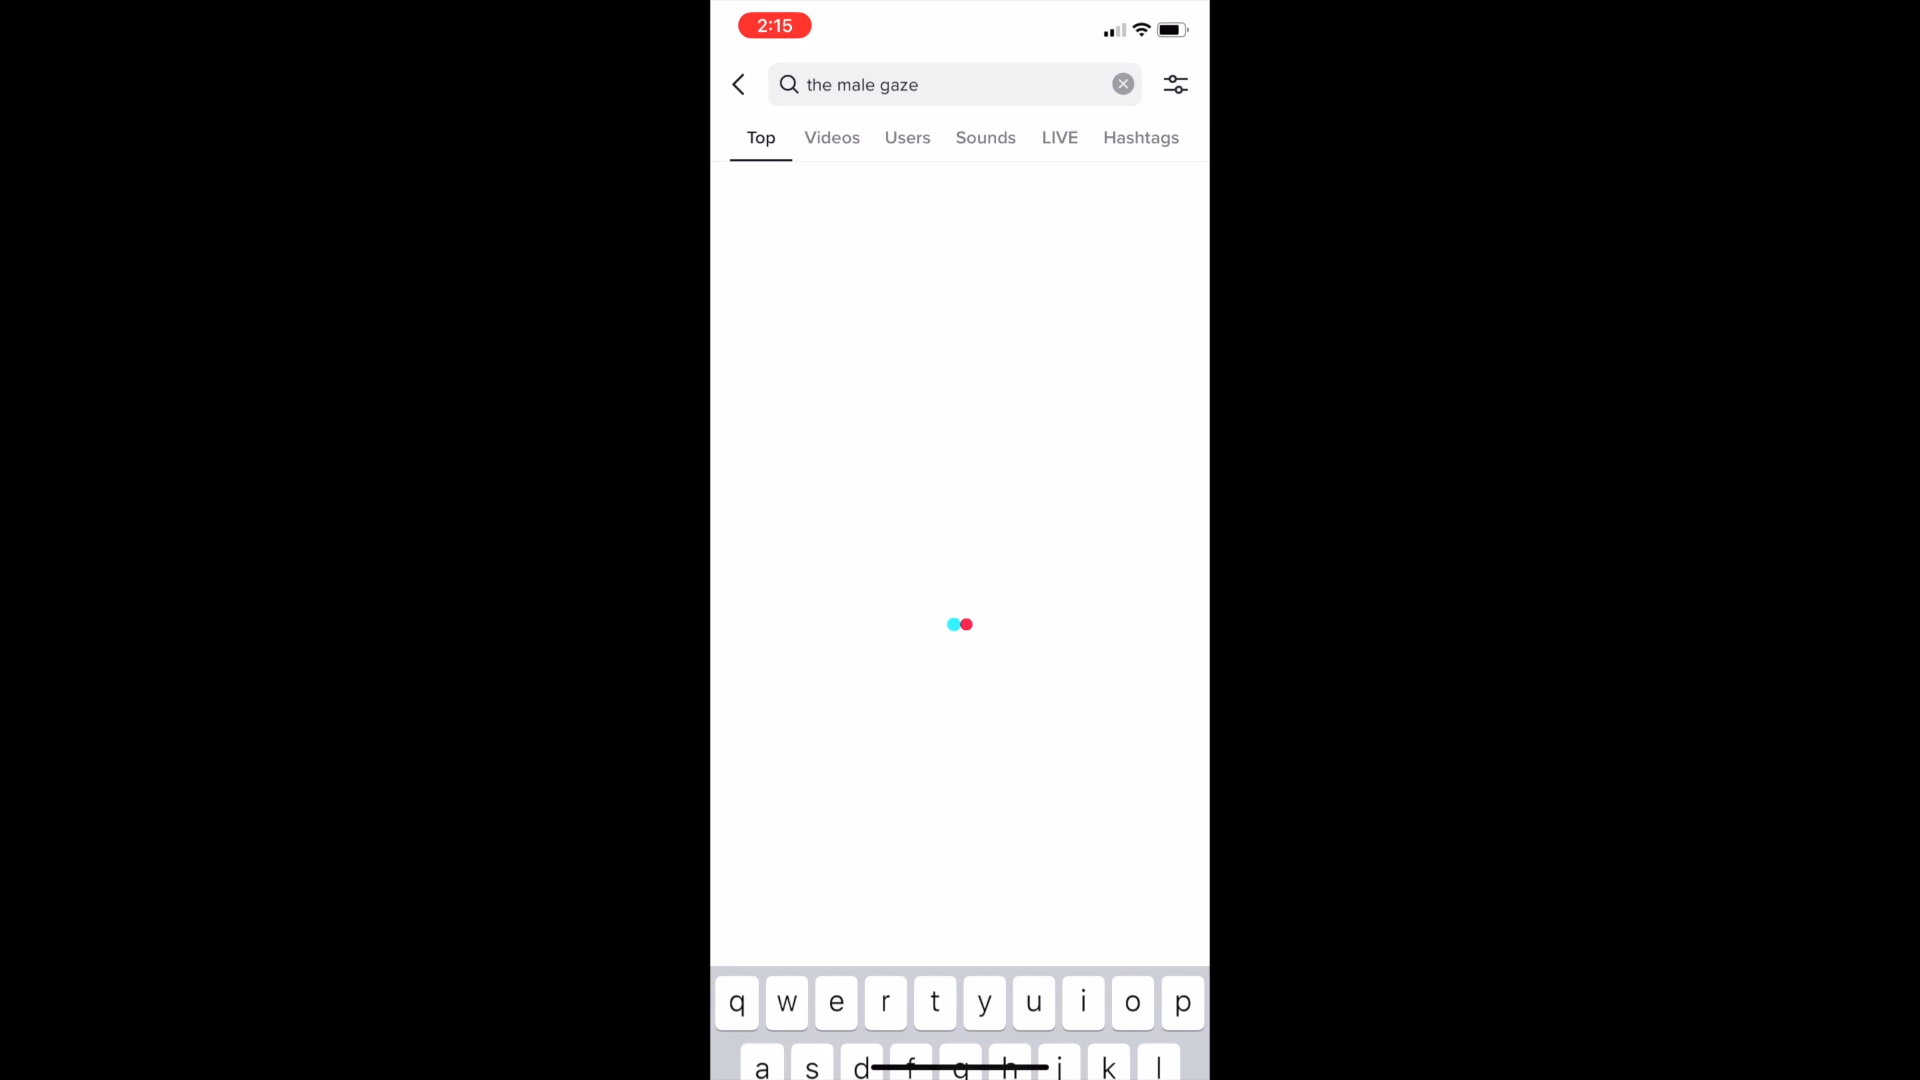 2:15
the male gaze
Top Videos Users Sounds LIVE Hashtags
q w e r t y u i o p
a s d f g h j k l